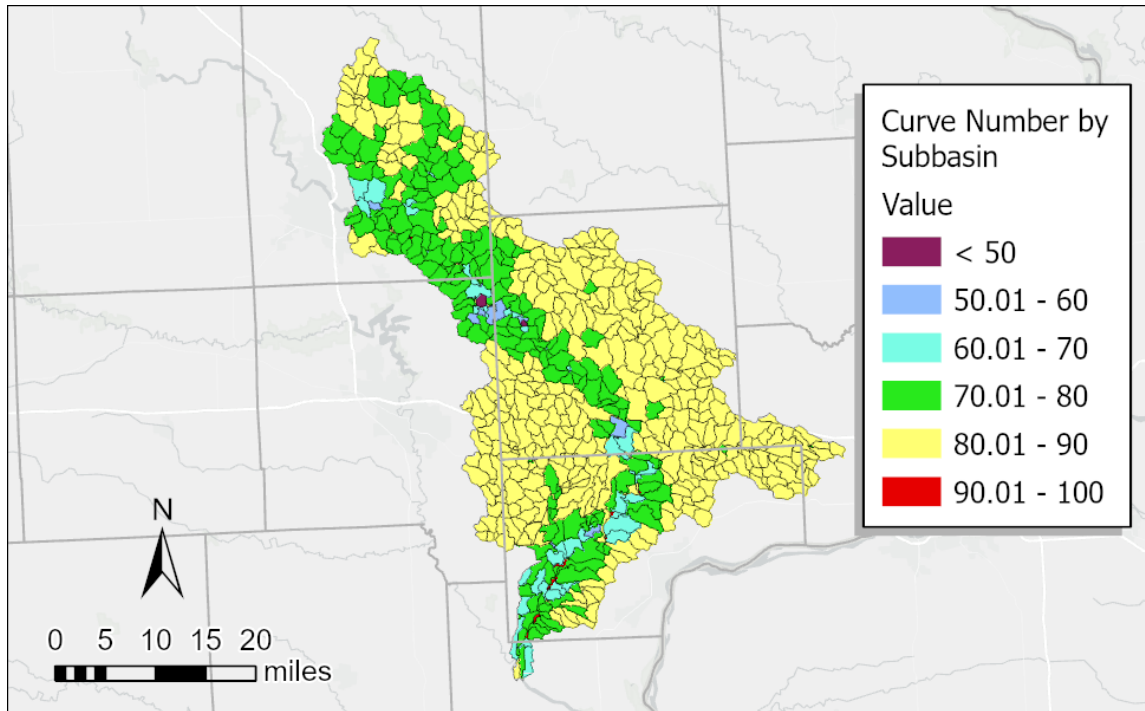 Curve Number by
Subbasin
Value
< 50
50.01 - 60
60.01 - 70
70.01 - 80
80.01 - 90
90.01 - 100
N
0 5 10 15 20
miles